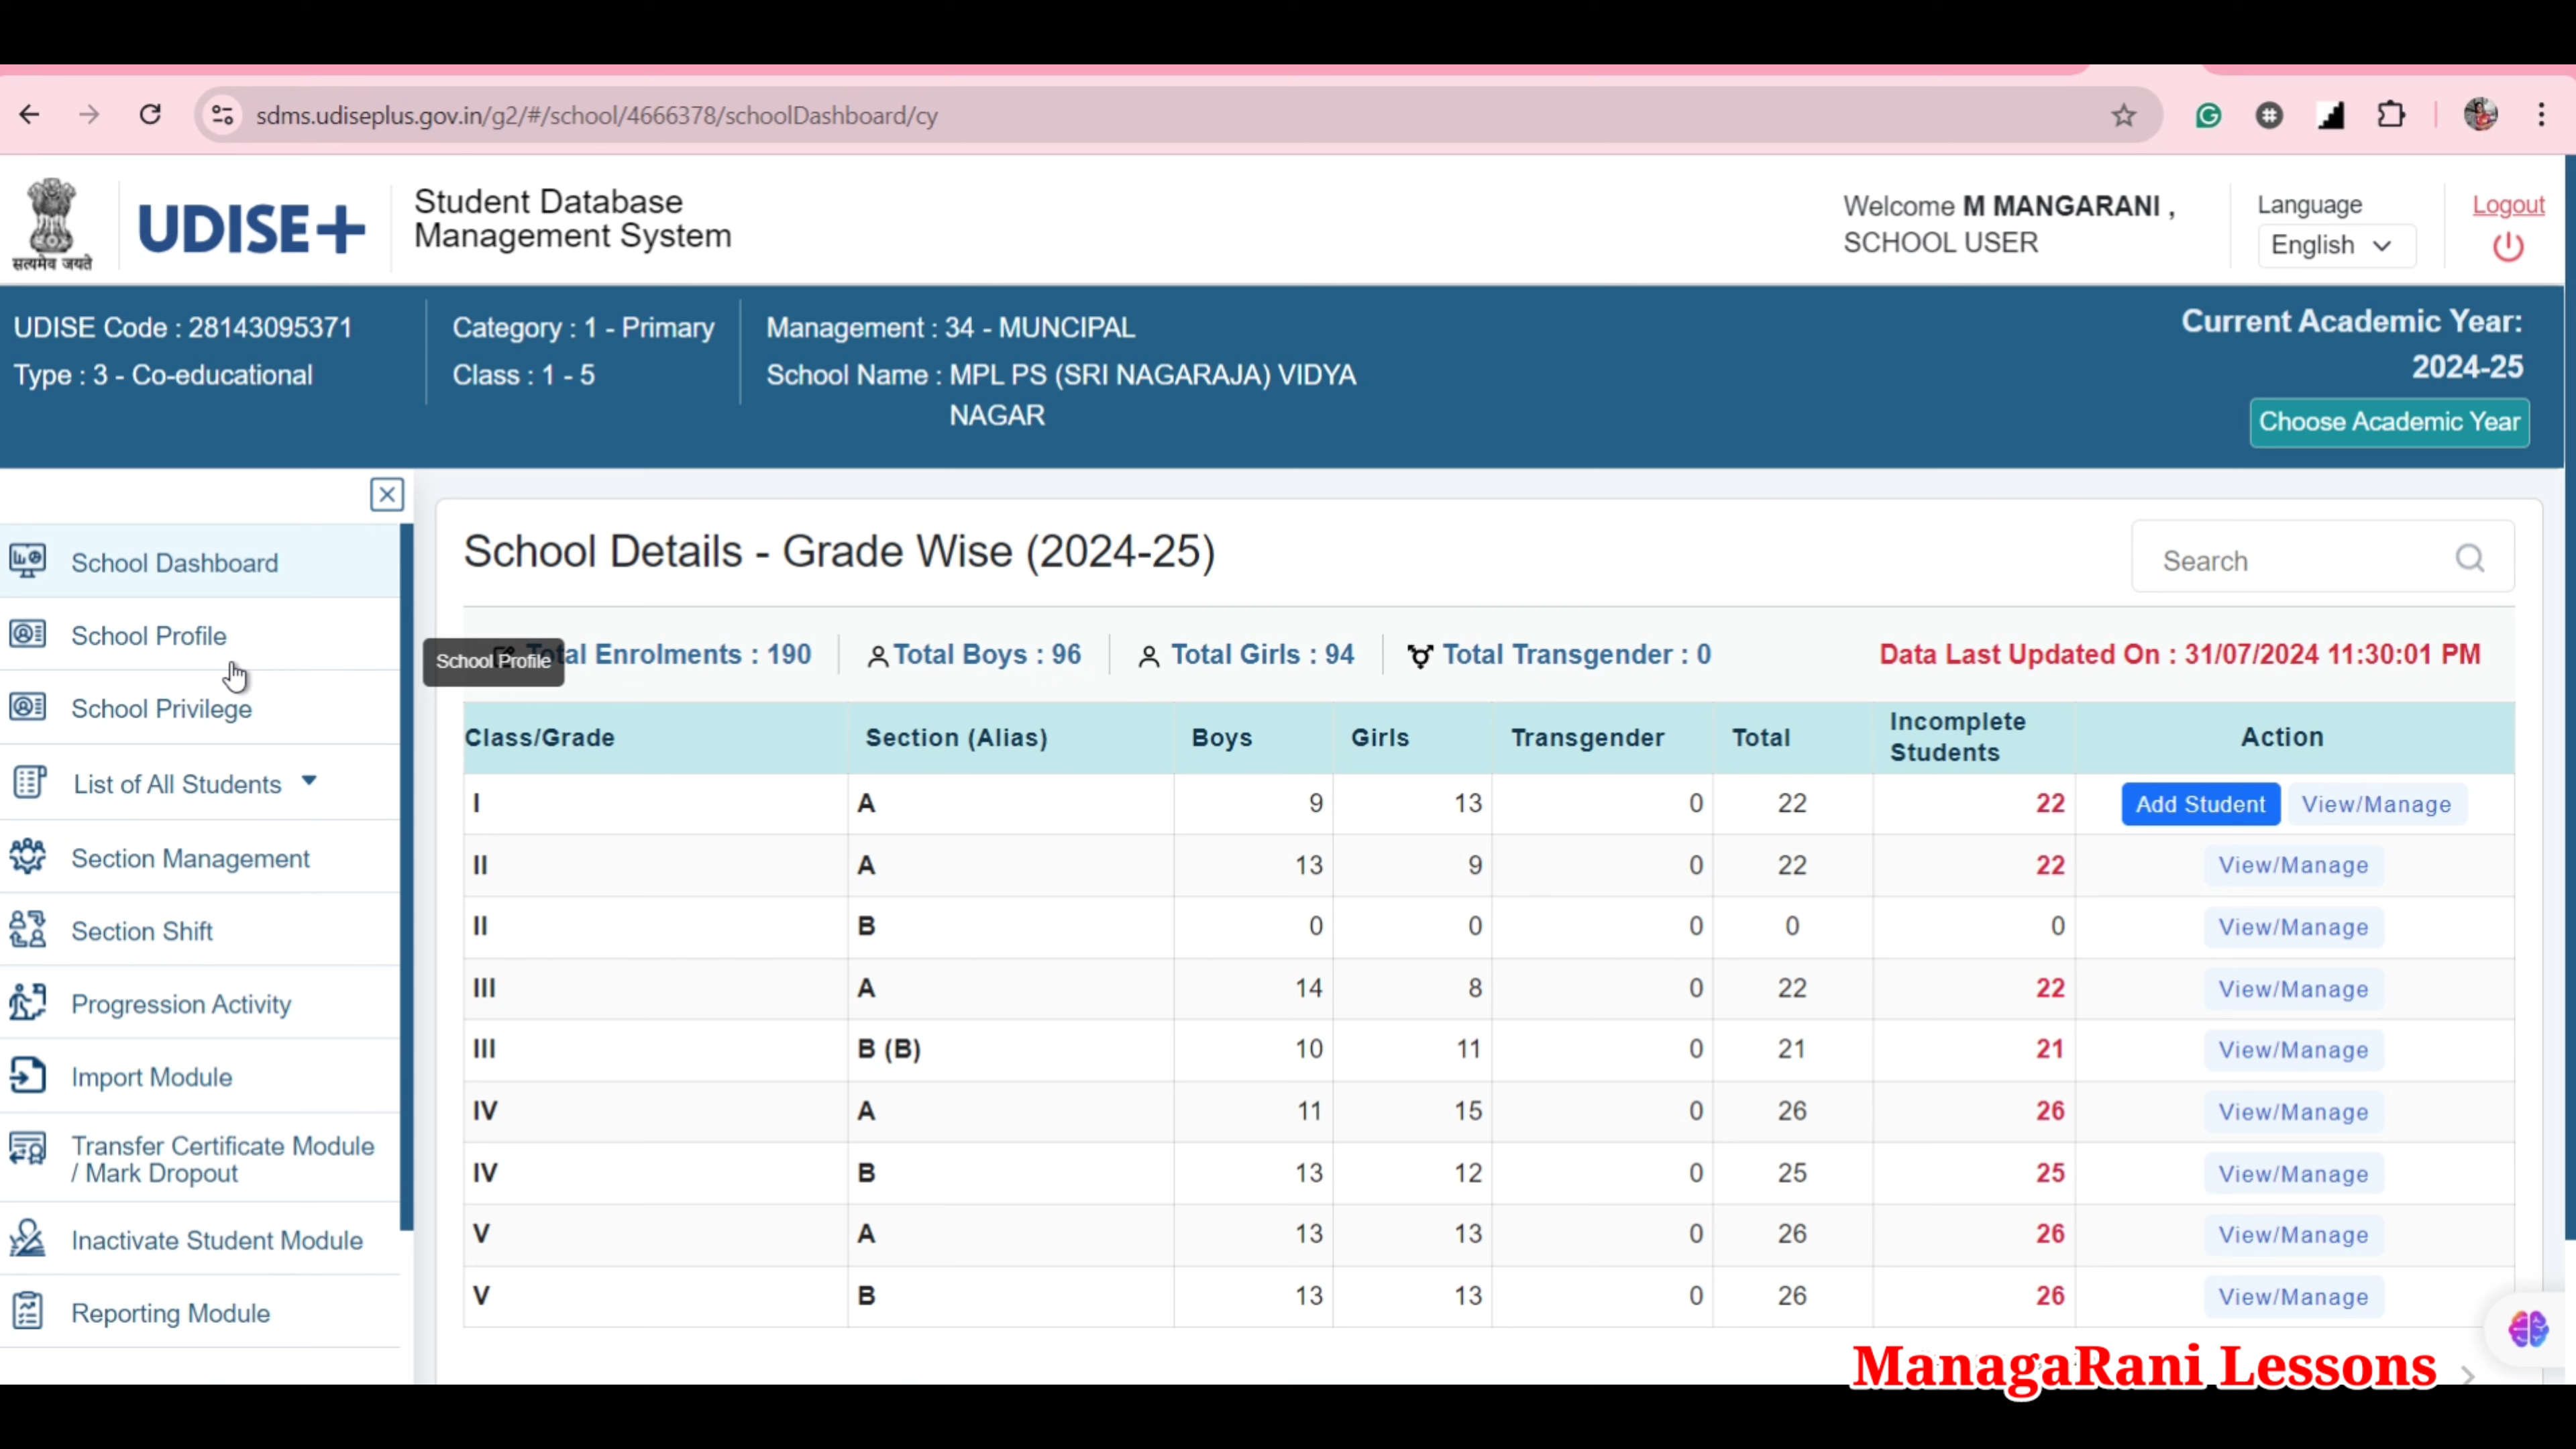 sdms.udiseplus.gov.in/g2/#/school/4666378/schoolDashboard/cy
सत्यमेव जयते
UDISE+
Student Database
Management System
Welcome M MANGARANI ,
SCHOOL USER
Language
English
Logout
UDISE Code : 28143095371
Type : 3 - Co-educational
Category : 1 - Primary
Class : 1 - 5
Management : 34 - MUNCIPAL
School Name : MPL PS (SRI NAGARAJA) VIDYA
NAGAR
Current Academic Year:
2024-25
Choose Academic Year
School Dashboard
School Profile
School Privilege
List of All Students
Section Management
Section Shift
Progression Activity
Import Module
Transfer Certificate Module
/ Mark Dropout
Inactivate Student Module
Reporting Module
School Profile
School Details - Grade Wise (2024-25)
Search
Total Enrolments : 190 Total Boys : 96 Total Girls : 94 Total Transgender : 0 Data Last Updated On : 31/07/2024 11:30:01 PM
Class/Grade Section (Alias) Boys Girls Transgender Total Incomplete Students Action
I A 9 13 0 22 22 Add Student View/Manage
II A 13 9 0 22 22 View/Manage
II B 0 0 0 0 0 View/Manage
III A 14 8 0 22 22 View/Manage
III B (B) 10 11 0 21 21 View/Manage
IV A 11 15 0 26 26 View/Manage
IV B 13 12 0 25 25 View/Manage
V A 13 13 0 26 26 View/Manage
V B 13 13 0 26 26 View/Manage
ManagaRani Lessons